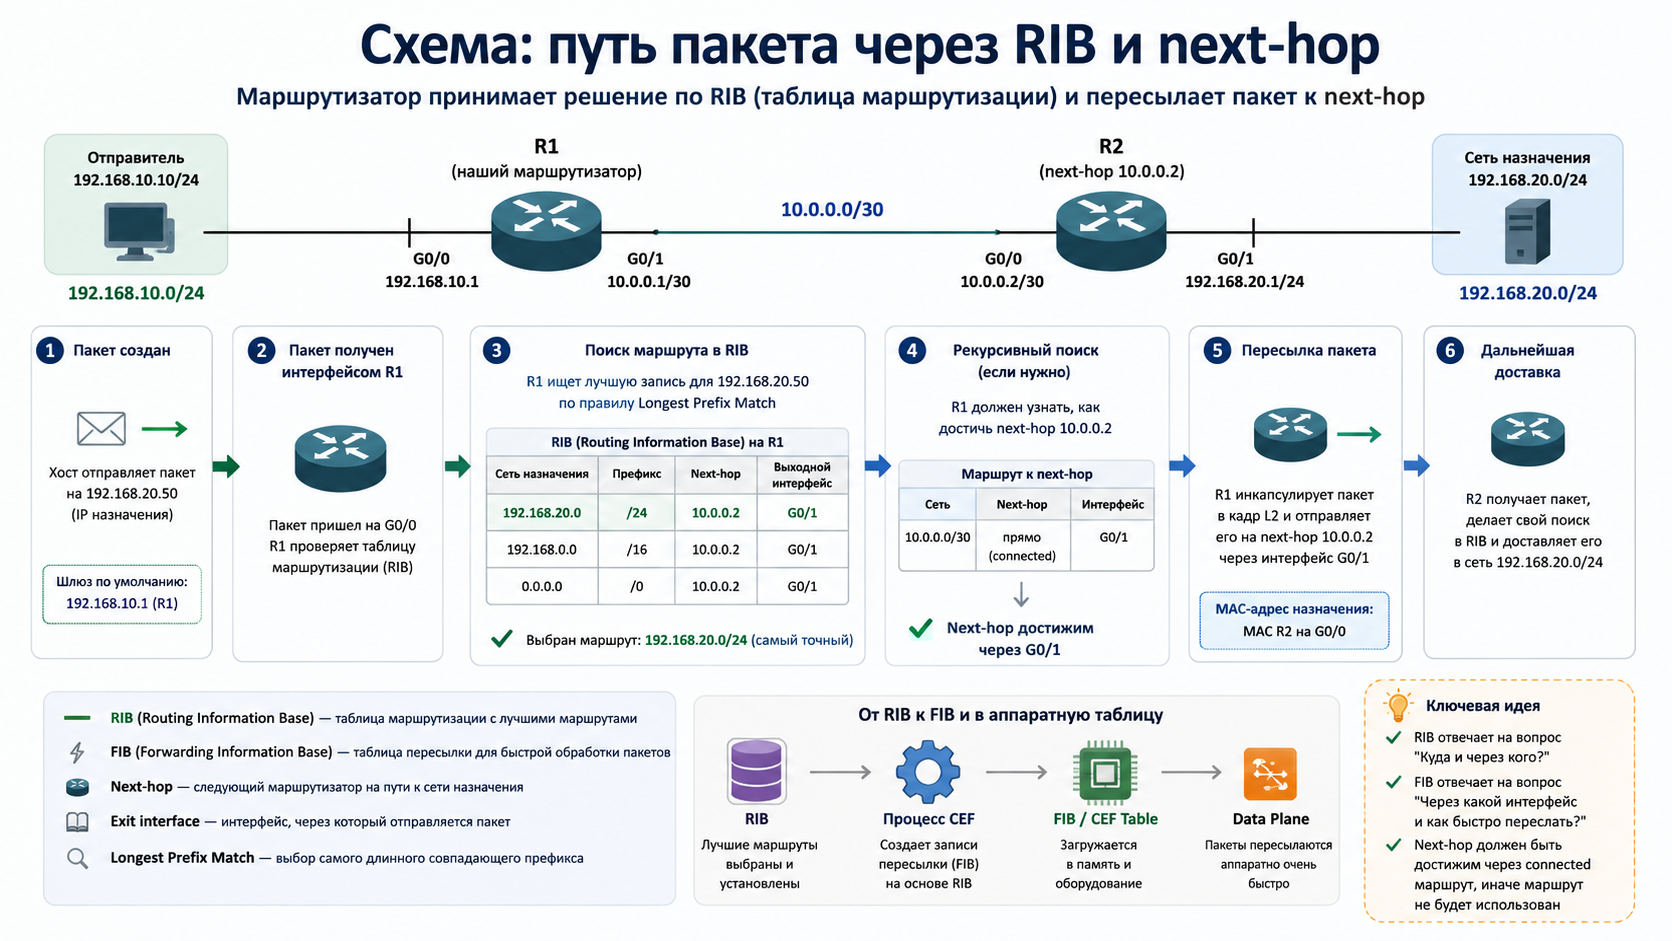 Схема: путь пакета через RIB и next-hop
Маршрутизатор принимает решение по RIB (таблица маршрутизации) и пересылает пакет к next-hop
Отправитель
192.168.10.10/24
192.168.10.0/24
R1
(наш маршрутизатор)
G0/0
192.168.10.1
G0/1
10.0.0.1/30
10.0.0.0/30
R2
(next-hop 10.0.0.2)
G0/0
10.0.0.2/30
G0/1
192.168.20.1/24
Сеть назначения
192.168.20.0/24
192.168.20.0/24
1 Пакет создан
Хост отправляет пакет
на 192.168.20.50
(IP назначения)
Шлюз по умолчанию:
192.168.10.1 (R1)
2 Пакет получен
интерфейсом R1
Пакет пришел на G0/0
R1 проверяет таблицу
маршрутизации (RIB)
3 Поиск маршрута в RIB
R1 ищет лучшую запись для 192.168.20.50
по правилу Longest Prefix Match
RIB (Routing Information Base) на R1
Сеть назначения Префикс Next-hop Выходной интерфейс
192.168.20.0 /24 10.0.0.2 G0/1
192.168.0.0 /16 10.0.0.2 G0/1
0.0.0.0 /0 10.0.0.2 G0/1
Выбран маршрут: 192.168.20.0/24 (самый точный)
4 Рекурсивный поиск
(если нужно)
R1 должен узнать, как
достичь next-hop 10.0.0.2
Маршрут к next-hop
Сеть Next-hop Интерфейс
10.0.0.0/30 прямо (connected) G0/1
Next-hop достижим
через G0/1
5 Пересылка пакета
R1 инкапсулирует пакет
в кадр L2 и отправляет
его на next-hop 10.0.0.2
через интерфейс G0/1
MAC-адрес назначения:
MAC R2 на G0/0
6 Дальнейшая
доставка
R2 получает пакет,
делает свой поиск
в RIB и доставляет его
в сеть 192.168.20.0/24
RIB (Routing Information Base) — таблица маршрутизации с лучшими маршрутами
FIB (Forwarding Information Base) — таблица пересылки для быстрой обработки пакетов
Next-hop — следующий маршрутизатор на пути к сети назначения
Exit interface — интерфейс, через который отправляется пакет
Longest Prefix Match — выбор самого длинного совпадающего префикса
От RIB к FIB и в аппаратную таблицу
RIB
Лучшие маршруты
выбраны и
установлены
Процесс CEF
Создает записи
пересылки (FIB)
на основе RIB
FIB / CEF Table
Загружается
в память и
оборудование
Data Plane
Пакеты пересылаются
аппаратно очень
быстро
Ключевая идея
RIB отвечает на вопрос
"Куда и через кого?"
FIB отвечает на вопрос
"Через какой интерфейс
и как быстро переслать?"
Next-hop должен быть
достижим через connected
маршрут, иначе маршрут
не будет использован